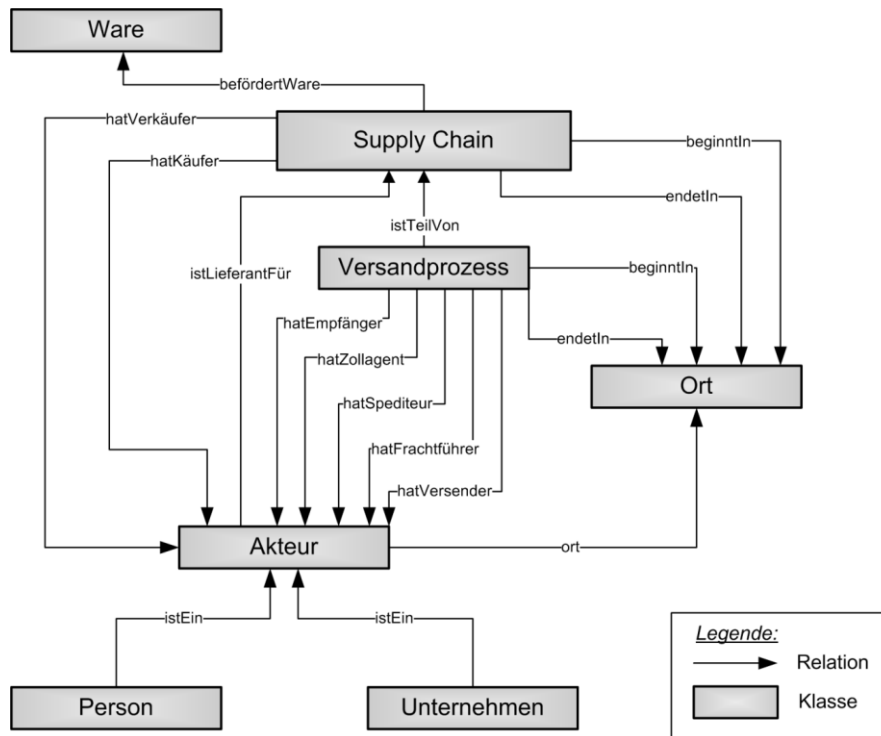 Ware
befördertWare
hatVerkäufer
Supply Chain
beginntIn
hatKäufer
endetIn
istTeilVon
istLieferantFür
Versandprozess
beginntIn
hatEmpfänger
endetIn
hatZollagent
Ort
hatSpediteur
hatFrachtführer
hatVersender
Akteur
ort
istEin
istEin
Legende:
Relation
Person
Unternehmen
Klasse